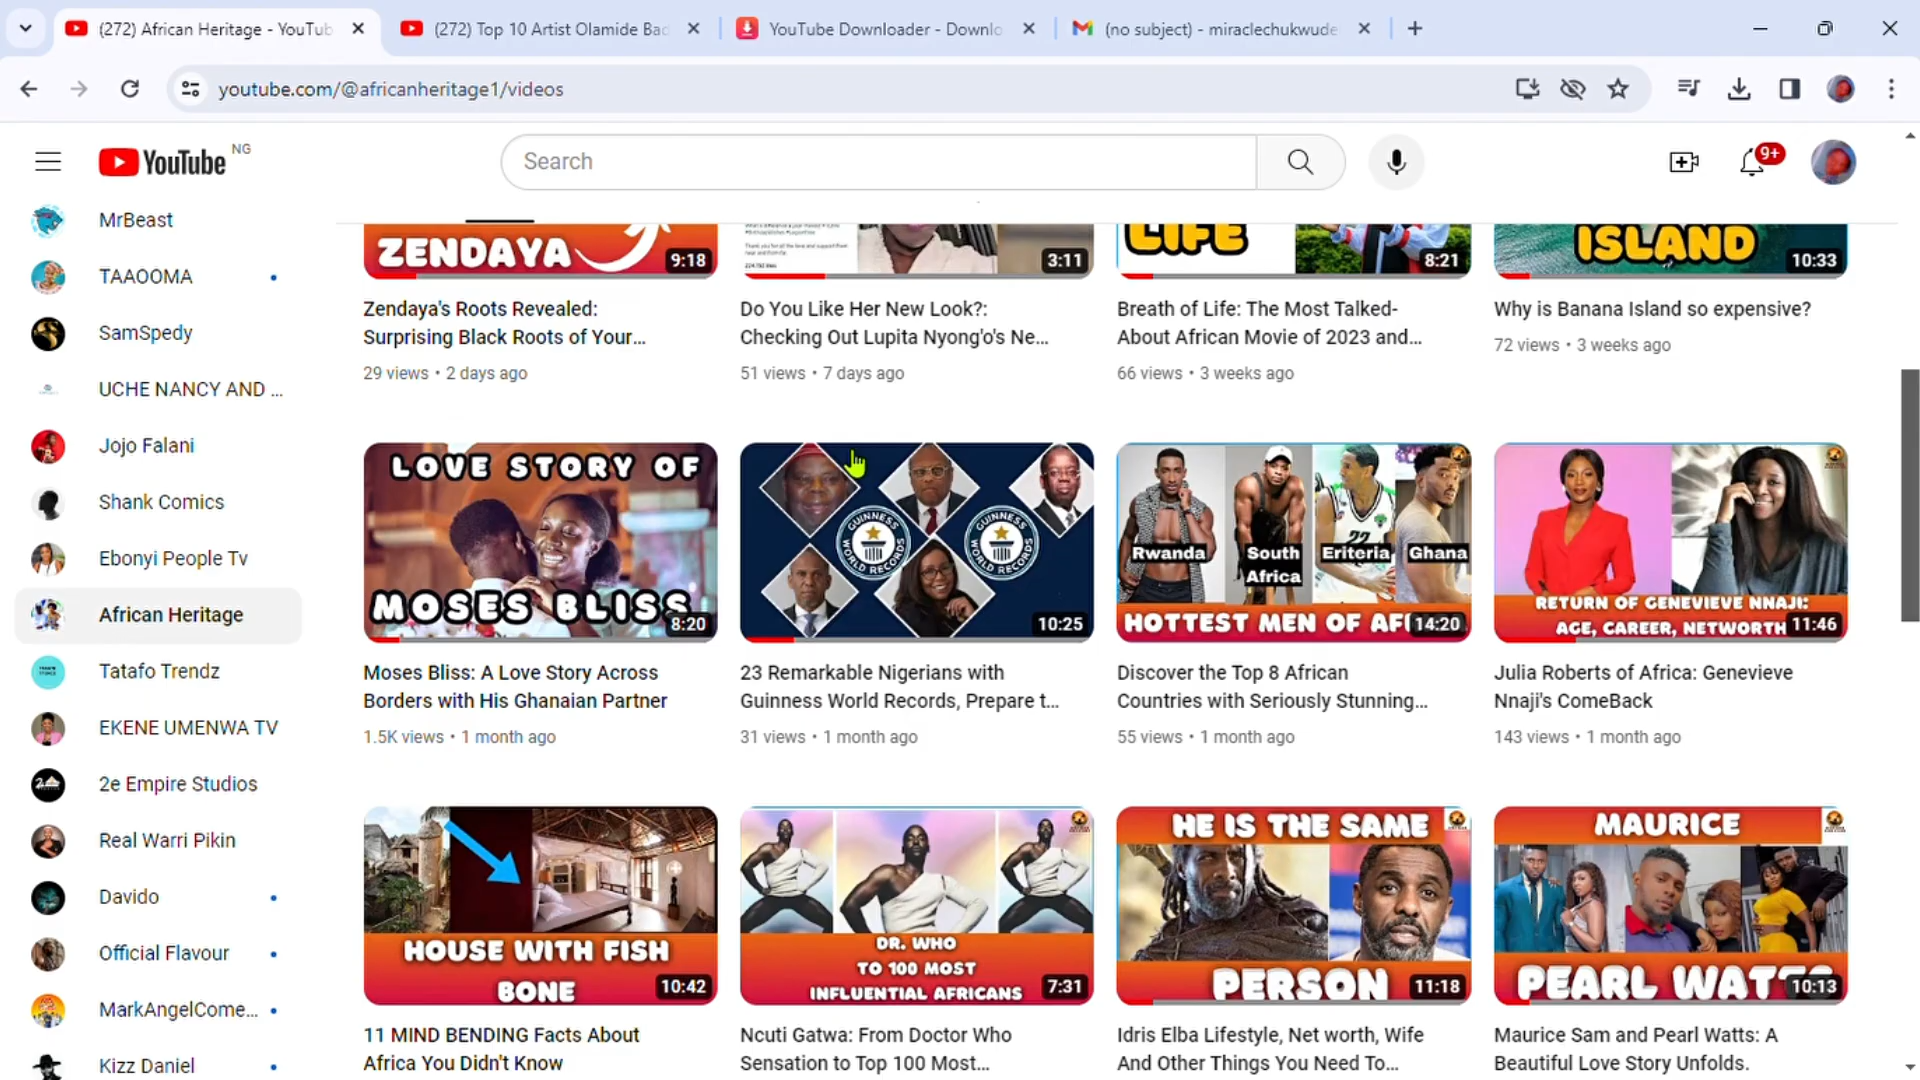 (272) African Heritage - YouTub
(272) Top 10 Artist Olamide Bac
YouTube Downloader - Downlo
(no subject) - miraclechukwude
youtube.com/@africanheritage1/videos
YouTube NG
Search
9+
MrBeast
TAAOOMA
SamSpedy
UCHE NANCY AND ...
Jojo Falani
Shank Comics
Ebonyi People Tv
African Heritage
Tatafo Trendz
EKENE UMENWA TV
2e Empire Studios
Real Warri Pikin
Davido
Official Flavour
MarkAngelCome...
Kizz Daniel
ZENDAYA
9:18
Zendaya's Roots Revealed:
Surprising Black Roots of Your...
29 views • 2 days ago
3:11
Do You Like Her New Look?:
Checking Out Lupita Nyong'o's Ne...
51 views • 7 days ago
LIFE
8:21
Breath of Life: The Most Talked-
About African Movie of 2023 and...
66 views • 3 weeks ago
ISLAND
10:33
Why is Banana Island so expensive?
72 views • 3 weeks ago
LOVE STORY OF
MOSES BLISS
8:20
Moses Bliss: A Love Story Across
Borders with His Ghanaian Partner
1.5K views • 1 month ago
GUINNESS
WORLD RECORDS
GUINNESS
WORLD RECORDS
10:25
23 Remarkable Nigerians with
Guinness World Records, Prepare t...
31 views • 1 month ago
Rwanda
South
Africa
Eriteria
Ghana
HOTTEST MEN OF AFI
14:20
Discover the Top 8 African
Countries with Seriously Stunning...
55 views • 1 month ago
RETURN OF GENEVIEVE NNAJI:
AGE, CAREER, NETWORTH
11:46
Julia Roberts of Africa: Genevieve
Nnaji's ComeBack
143 views • 1 month ago
HOUSE WITH FISH
BONE
10:42
11 MIND BENDING Facts About
Africa You Didn't Know
DR. WHO
TO 100 MOST
INFLUENTIAL AFRICANS
7:31
Ncuti Gatwa: From Doctor Who
Sensation to Top 100 Most...
HE IS THE SAME
PERSON
11:18
Idris Elba Lifestyle, Net worth, Wife
And Other Things You Need To...
MAURICE
PEARL WATTS
10:13
Maurice Sam and Pearl Watts: A
Beautiful Love Story Unfolds.